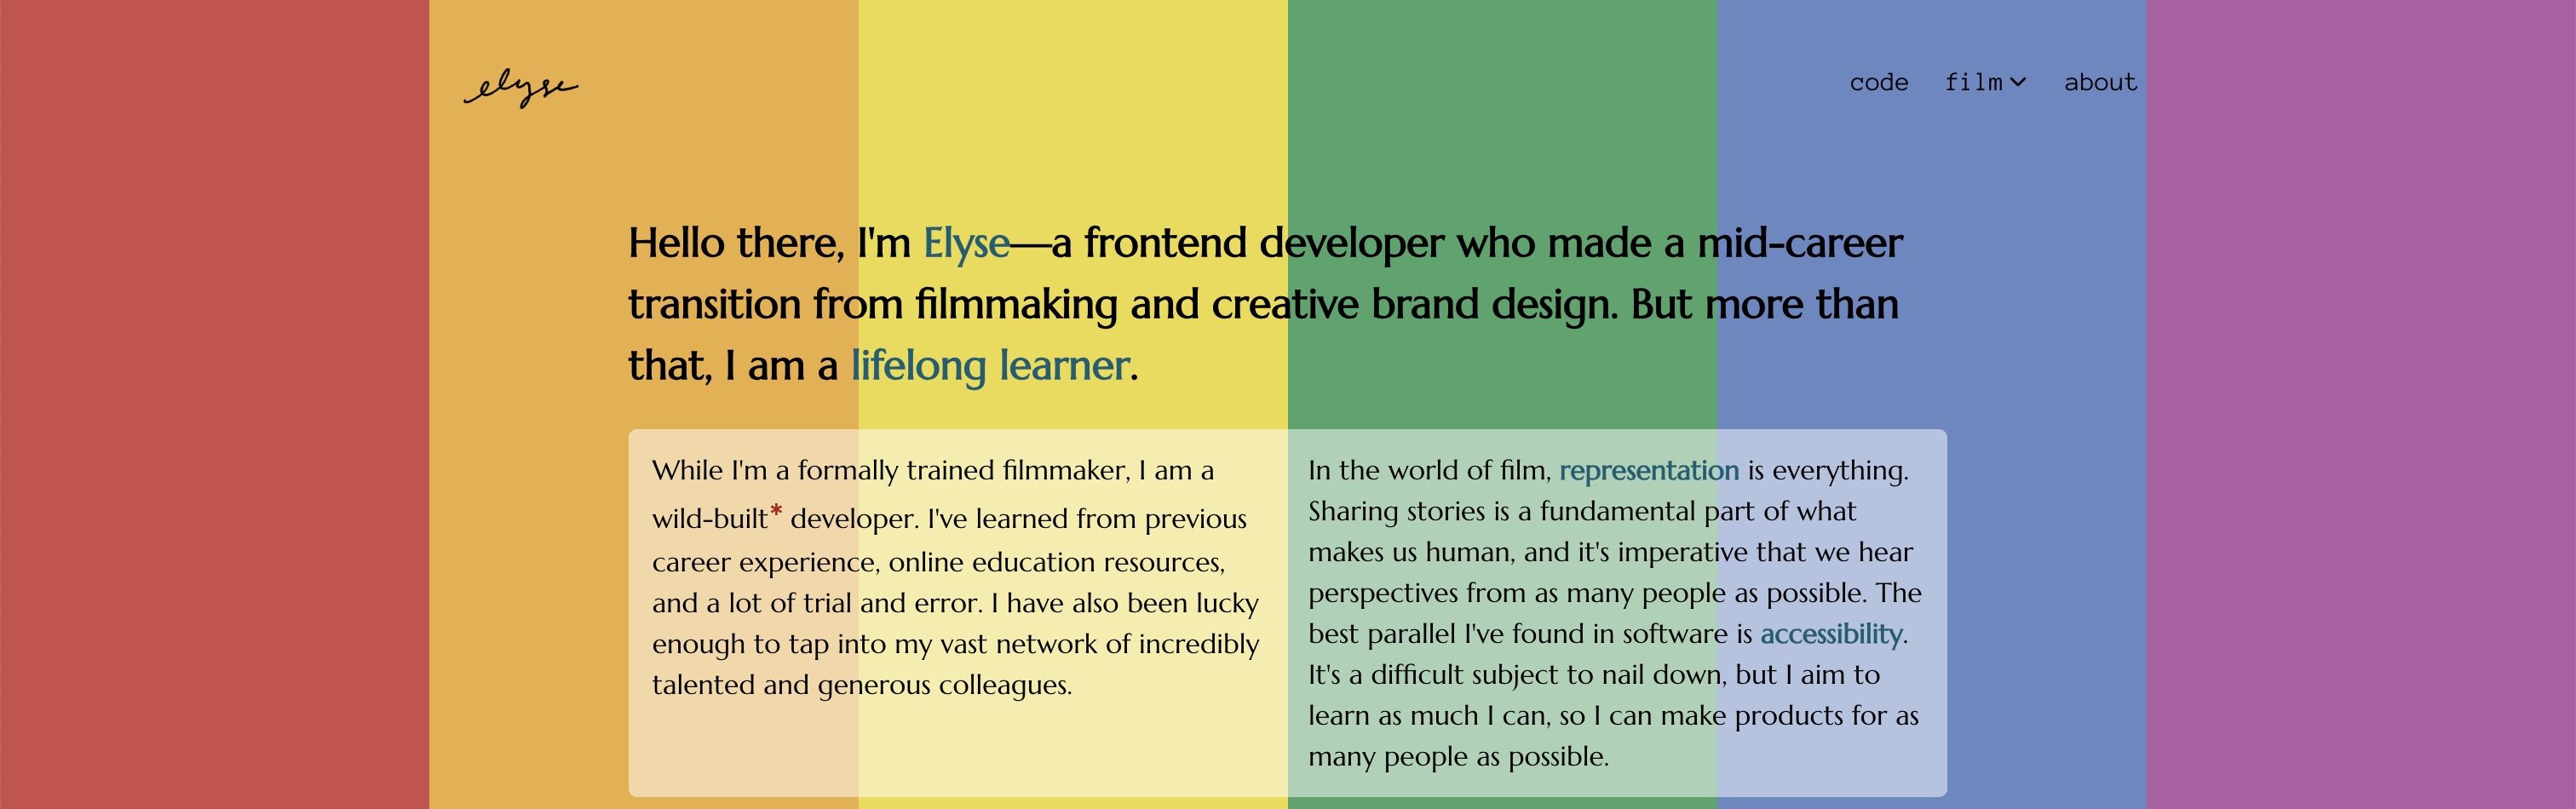 elyse
code film about
Hello there, I'm Elyse—a frontend developer who made a mid-career
transition from filmmaking and creative brand design. But more than
that, I am a lifelong learner.
While I'm a formally trained filmmaker, I am a
wild-built* developer. I've learned from previous
career experience, online education resources,
and a lot of trial and error. I have also been lucky
enough to tap into my vast network of incredibly
talented and generous colleagues.
In the world of film, representation is everything.
Sharing stories is a fundamental part of what
makes us human, and it's imperative that we hear
perspectives from as many people as possible. The
best parallel I've found in software is accessibility.
It's a difficult subject to nail down, but I aim to
learn as much I can, so I can make products for as
many people as possible.